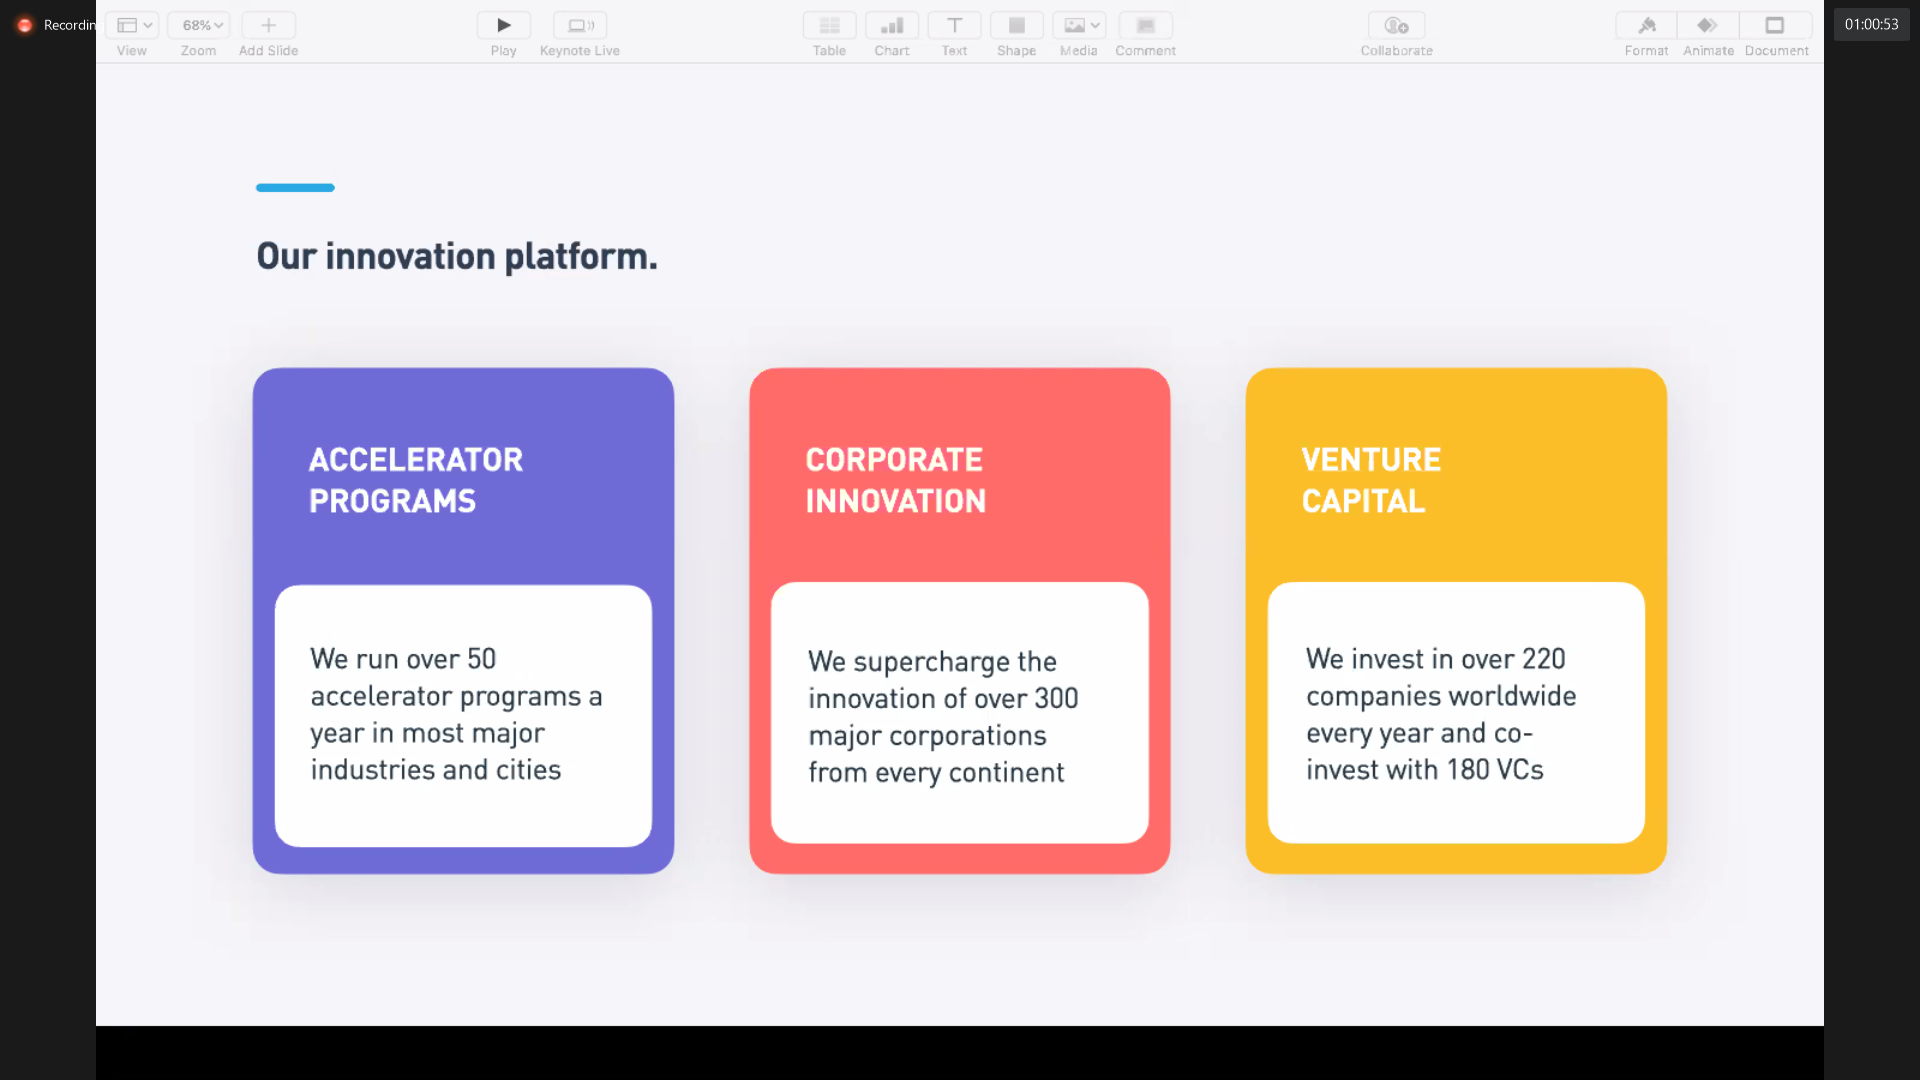 Recording
01:00:53
68%
View
Zoom
Add Slide
Play
Keynote Live
Table
Chart
Text
Shape
Media
Comment
Collaborate
Format
Animate
Document
Our innovation platform.
ACCELERATOR
PROGRAMS
We run over 50
accelerator programs a
year in most major
industries and cities
CORPORATE
INNOVATION
We supercharge the
innovation of over 300
major corporations
from every continent
VENTURE
CAPITAL
We invest in over 220
companies worldwide
every year and co-
invest with 180 VCs